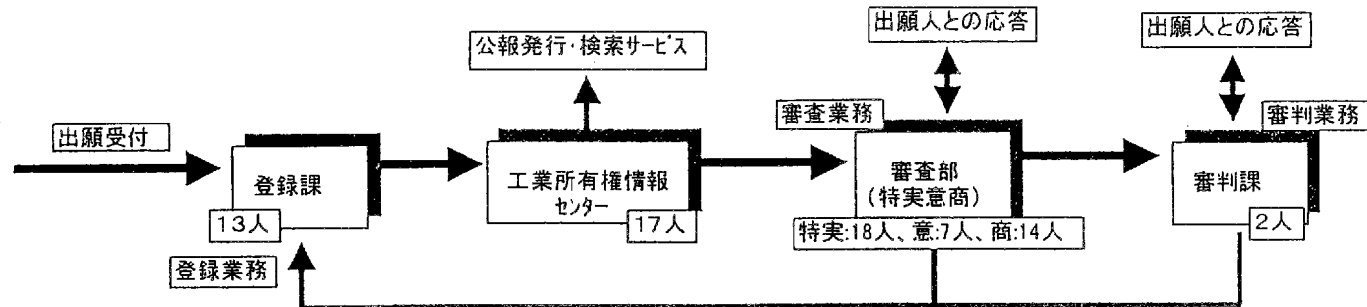 出願人との応答
出願人との応答
公報発行・検索サービス
審査業務
審判業務
出願受付
登録課
13人
工業所有権情報
センター
17人
審査部
(特実意商)
特実:18人、意:7人、商:14人
審判課
2人
登録業務